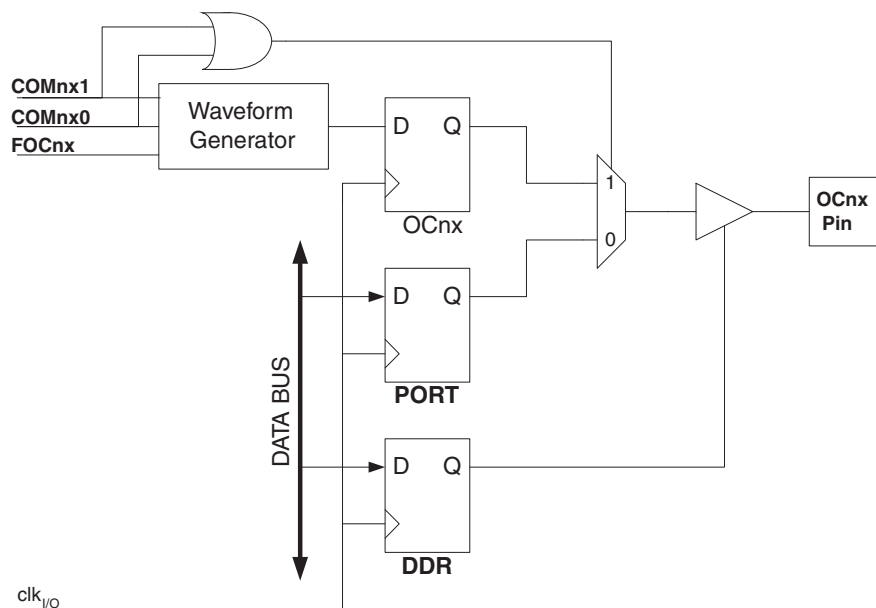 COMnx1
COMnx0
FOCnx
Waveform
Generator
D Q
OCnx
1
0
OCnx
Pin
D Q
PORT
D Q
DDR
DATA BUS
clkI/O